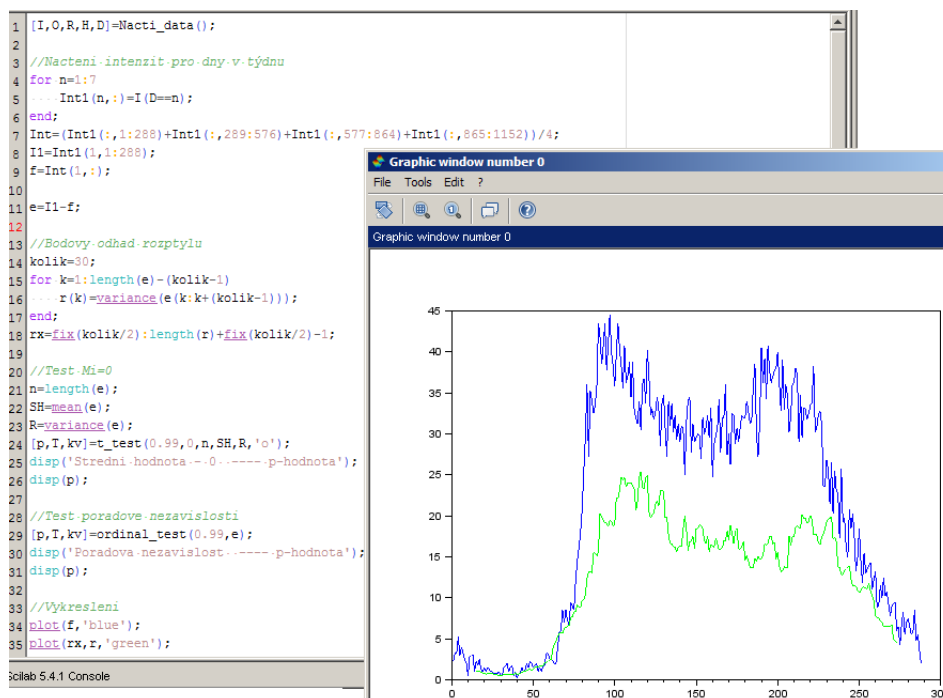 1 [I,O,R,H,D]=Nacti_data();
2
3 //Nacteni intenzit pro dny v týdnu
4 for n=1:7
5 Int1(n,:)=I(D==n);
6 end;
7 Int=(Int1(:,1:288)+Int1(:,289:576)+Int1(:,577:864)+Int1(:,865:1152))/4;
8 I1=Int1(1,1:288);
9 f=Int(1,:);
10
11 e=I1-f;
12
13 //Bodovy odhad rozptylu
14 kolik=30;
15 for k=1:length(e)-(kolik-1)
16 r(k)=variance(e(k:k+(kolik-1)));
17 end;
18 rx=fix(kolik/2):length(r)+fix(kolik/2)-1;
19
20 //Test Mi=0
21 n=length(e);
22 SH=mean(e);
23 R=variance(e);
24 [p,T,kv]=t_test(0.99,0,n,SH,R,'o');
25 disp('Stredni hodnota = 0 ---- p-hodnota');
26 disp(p);
27
28 //Test poradove nezavislosti
29 [p,T,kv]=ordinal_test(0.99,e);
30 disp('Poradova nezavislost ---- p-hodnota');
31 disp(p);
32
33 //Vykresleni
34 plot(f,'blue');
35 plot(rx,r,'green');
Scilab 5.4.1 Console
Graphic window number 0
File Tools Edit ?
Graphic window number 0
45
40
35
30
25
20
15
10
5
0
0 50 100 150 200 250 300